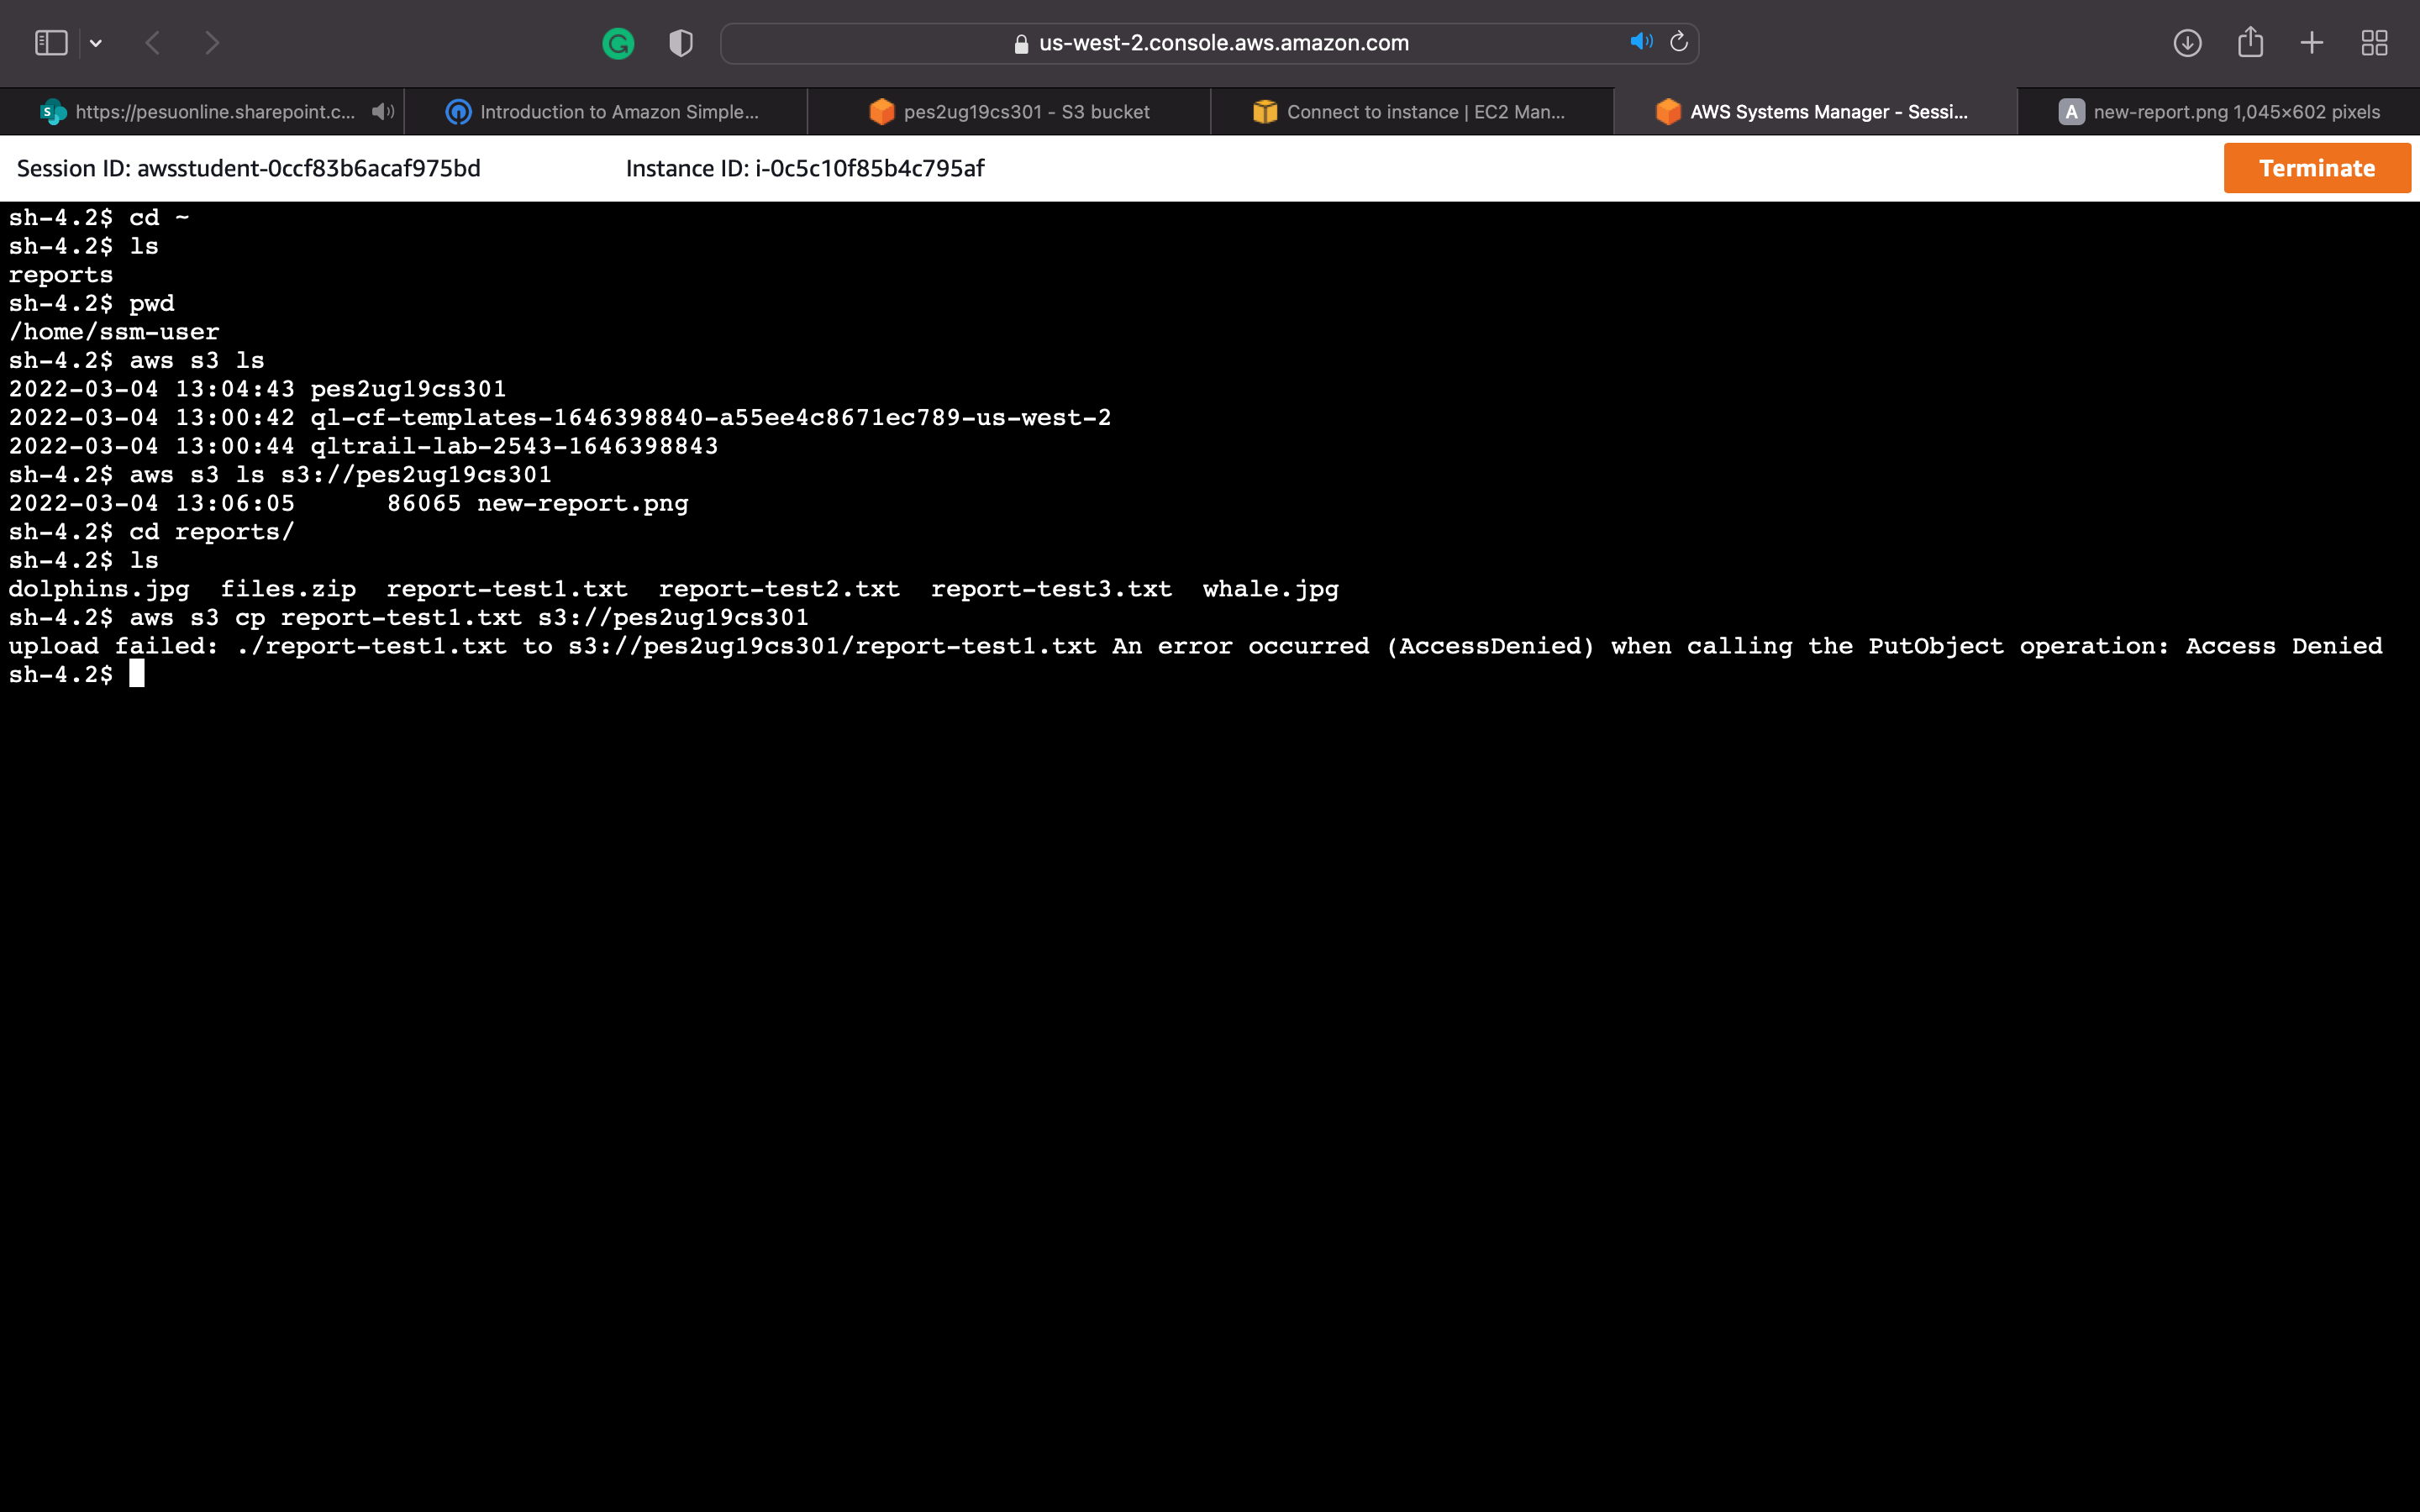 us-west-2.console.aws.amazon.com
https://pesuonline.sharepoint.c...
Introduction to Amazon Simple...
pes2ug19cs301 - S3 bucket
Connect to instance | EC2 Man...
AWS Systems Manager - Sessi...
A new-report.png 1,045×602 pixels
Session ID: awsstudent-0ccf83b6acaf975bd Instance ID: i-0c5c10f85b4c795af Terminate
sh-4.2$ cd ~
sh-4.2$ ls
reports
sh-4.2$ pwd
/home/ssm-user
sh-4.2$ aws s3 ls
2022-03-04 13:04:43 pes2ug19cs301
2022-03-04 13:00:42 ql-cf-templates-1646398840-a55ee4c8671ec789-us-west-2
2022-03-04 13:00:44 qltrail-lab-2543-1646398843
sh-4.2$ aws s3 ls s3://pes2ug19cs301
2022-03-04 13:06:05      86065 new-report.png
sh-4.2$ cd reports/
sh-4.2$ ls
dolphins.jpg  files.zip  report-test1.txt  report-test2.txt  report-test3.txt  whale.jpg
sh-4.2$ aws s3 cp report-test1.txt s3://pes2ug19cs301
upload failed: ./report-test1.txt to s3://pes2ug19cs301/report-test1.txt An error occurred (AccessDenied) when calling the PutObject operation: Access Denied
sh-4.2$